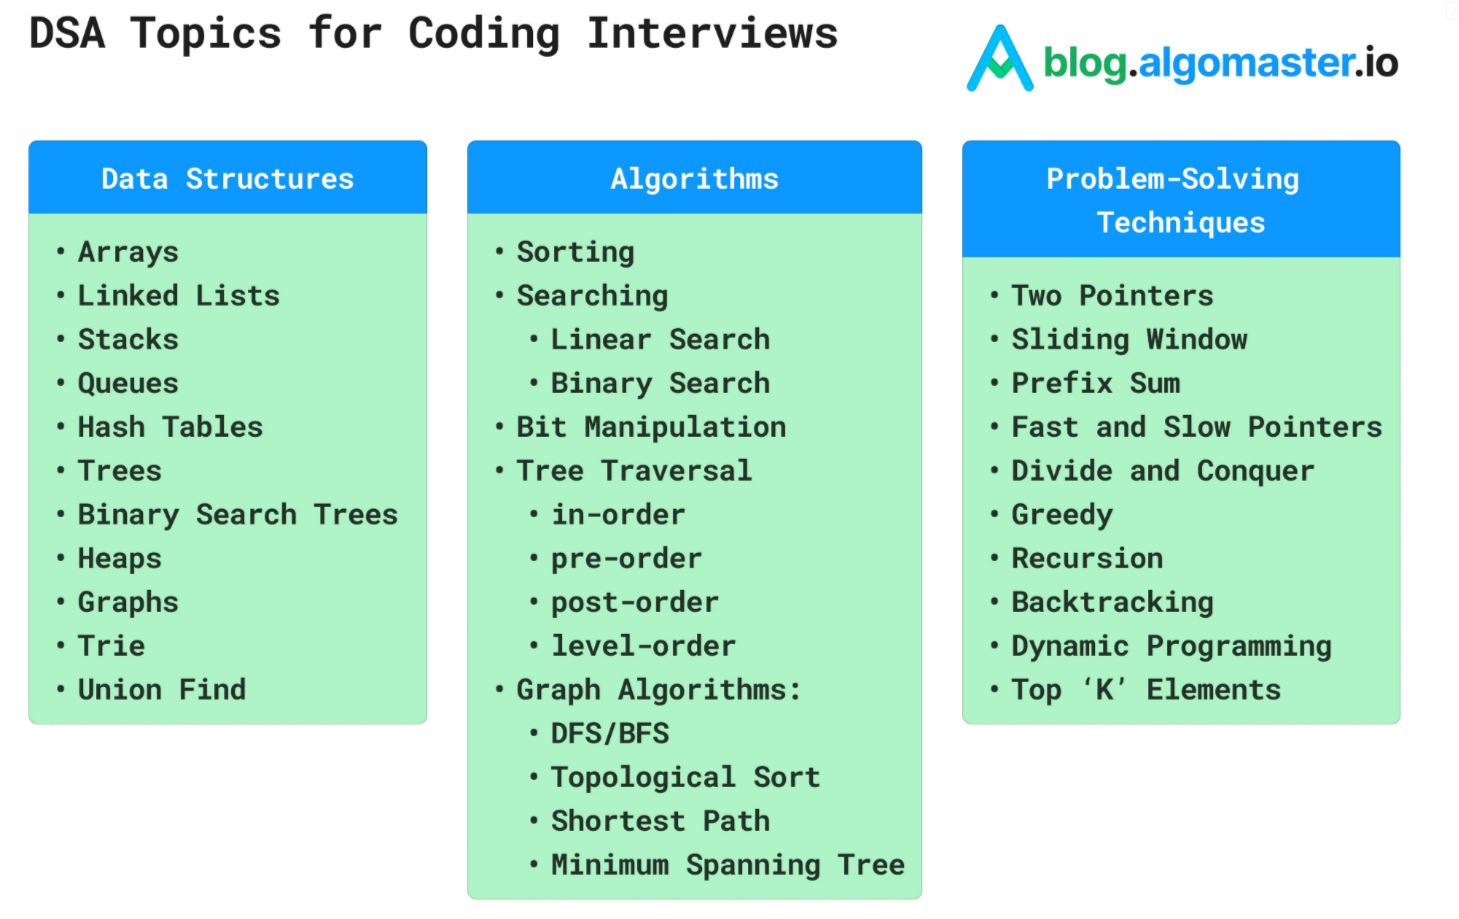 DSA Topics for Coding Interviews
blog.algomaster.io
Data Structures
• Arrays
• Linked Lists
• Stacks
• Queues
• Hash Tables
• Trees
• Binary Search Trees
• Heaps
• Graphs
• Trie
• Union Find
Algorithms
• Sorting
• Searching
• Linear Search
• Binary Search
• Bit Manipulation
• Tree Traversal
• in-order
• pre-order
• post-order
• level-order
• Graph Algorithms:
• DFS/BFS
• Topological Sort
• Shortest Path
• Minimum Spanning Tree
Problem-Solving
Techniques
• Two Pointers
• Sliding Window
• Prefix Sum
• Fast and Slow Pointers
• Divide and Conquer
• Greedy
• Recursion
• Backtracking
• Dynamic Programming
• Top ‘K’ Elements